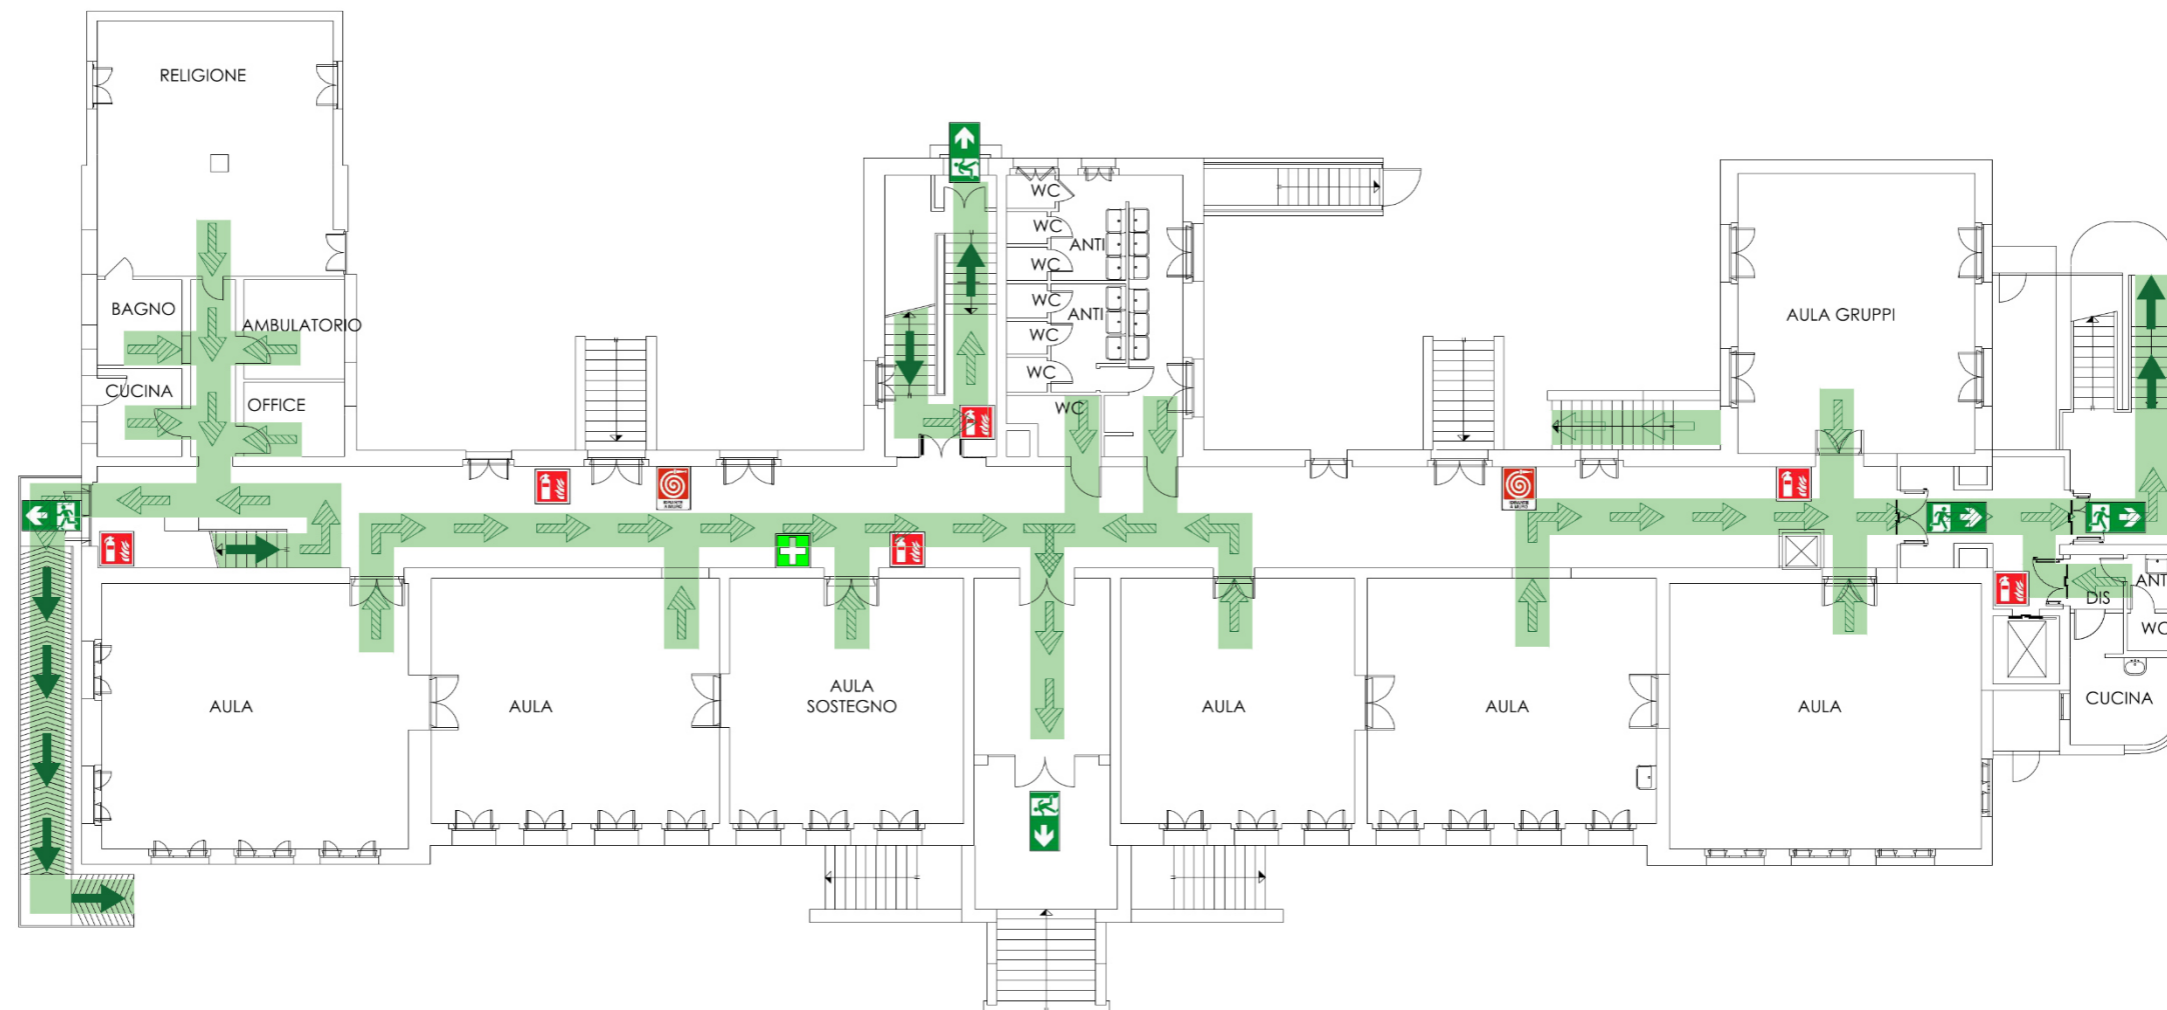 RELIGIONE
BAGNO
AMBULATORIO
CUCINA
OFFICE
WC
WC
WC
WC
WC
WC
WC
ANTI
ANTI
AULA GRUPPI
AULA
AULA
AULA
SOSTEGNO
AULA
AULA
AULA
DIS
ANT
WC
CUCINA